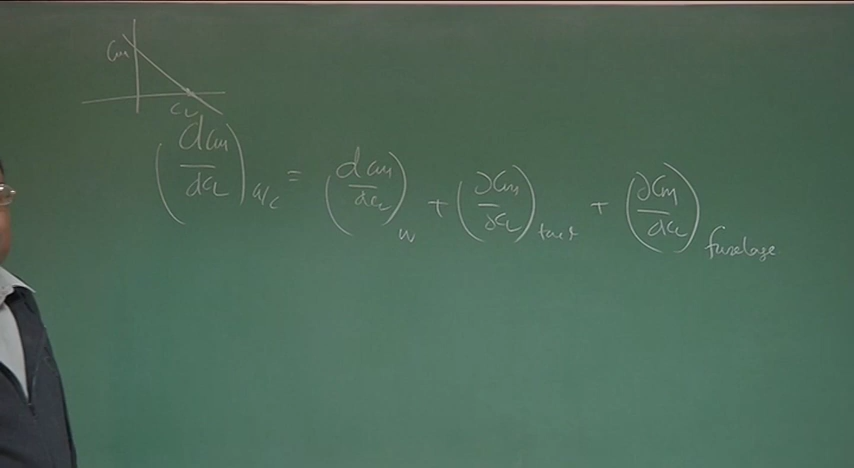 Cm
CL
(dCm/dCL)a/c = (dCm/dCL)w + (∂Cm/∂CL)tail + (∂Cm/∂CL)fuselage